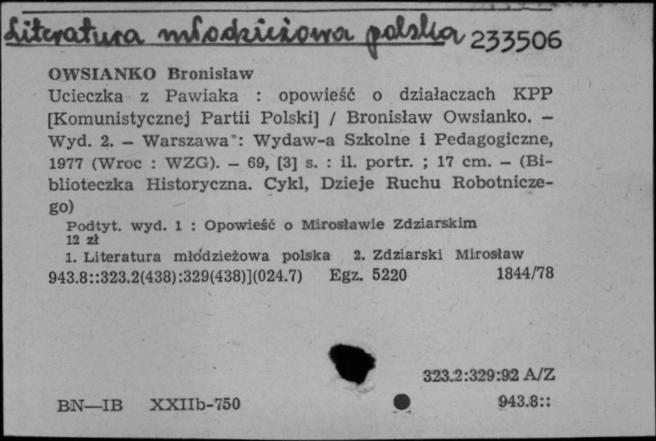 Literatura młodzieżowa polska 233506
OWSIANKO Bronisław
Ucieczka z Pawiaka : opowieść o działaczach KPP
[Komunistycznej Partii Polski] / Bronisław Owsianko. —
Wyd. 2. — Warszawa : Wydaw-a Szkolne i Pedagogiczne,
1977 (Wroc : WZG). — 69, [3] s. : il. portr. ; 17 cm. — (Bi-
blioteczka Historyczna. Cykl, Dzieje Ruchu Robotnicze-
go)
Podtyt. wyd. 1 : Opowieść o Mirosławie Zdziarskim
12 zł
1. Literatura młodzieżowa polska 2. Zdziarski Mirosław
943.8::323.2(438):329(438)](024.7) Egz. 5220 1844/78
323.2:329:92 A/Z
BN—IB XXIIb-750 943.8::